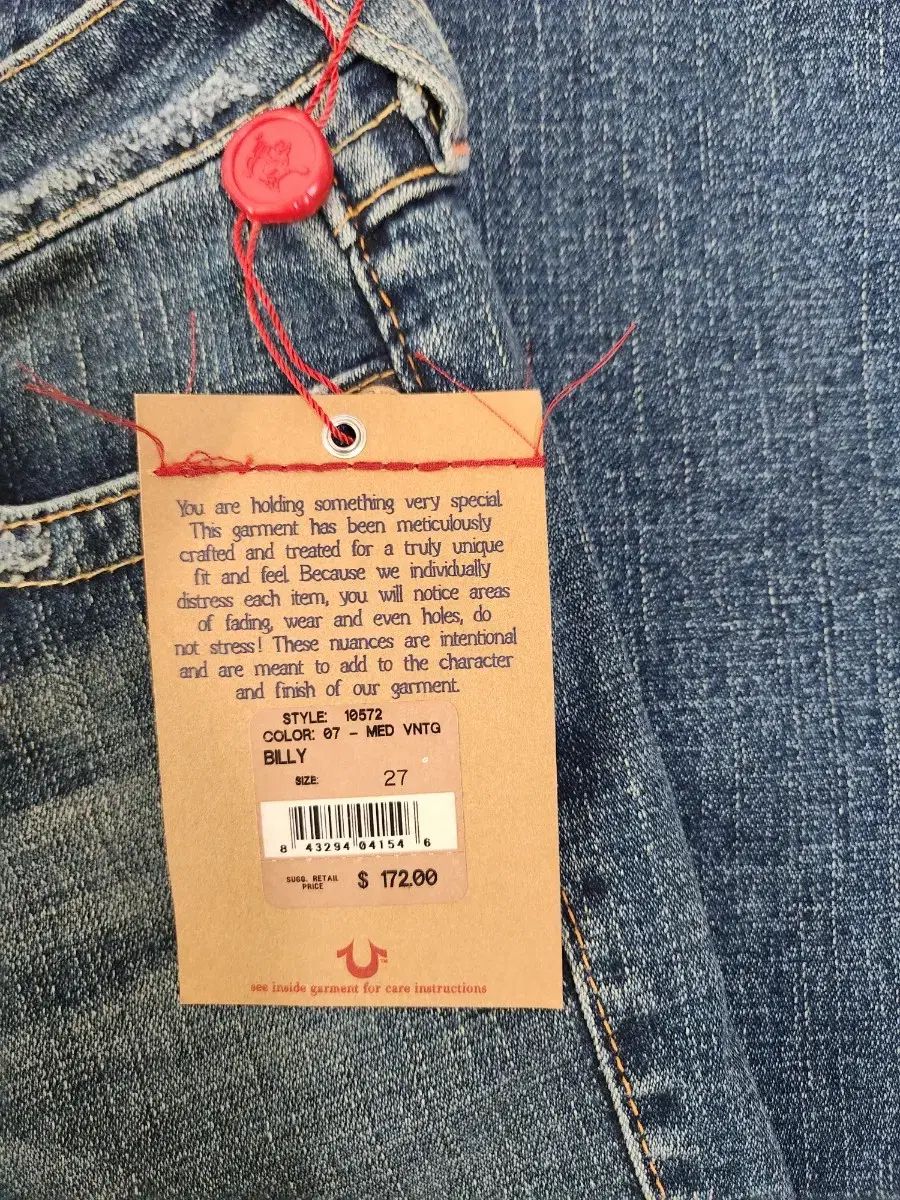 You are holding something very special.
This garment has been meticulously
crafted and treated for a truly unique
fit and feel. Because we individually
distress each item, you will notice areas
of fading, wear and even holes, do
not stress! These nuances are intentional
and are meant to add to the character
and finish of our garment.
STYLE: 10572
COLOR: 07 - MED VNTG
BILLY
SIZE: 27
8 43294 04154 6
SUGG. RETAIL
PRICE $ 172.00
TM
see inside garment for care instructions